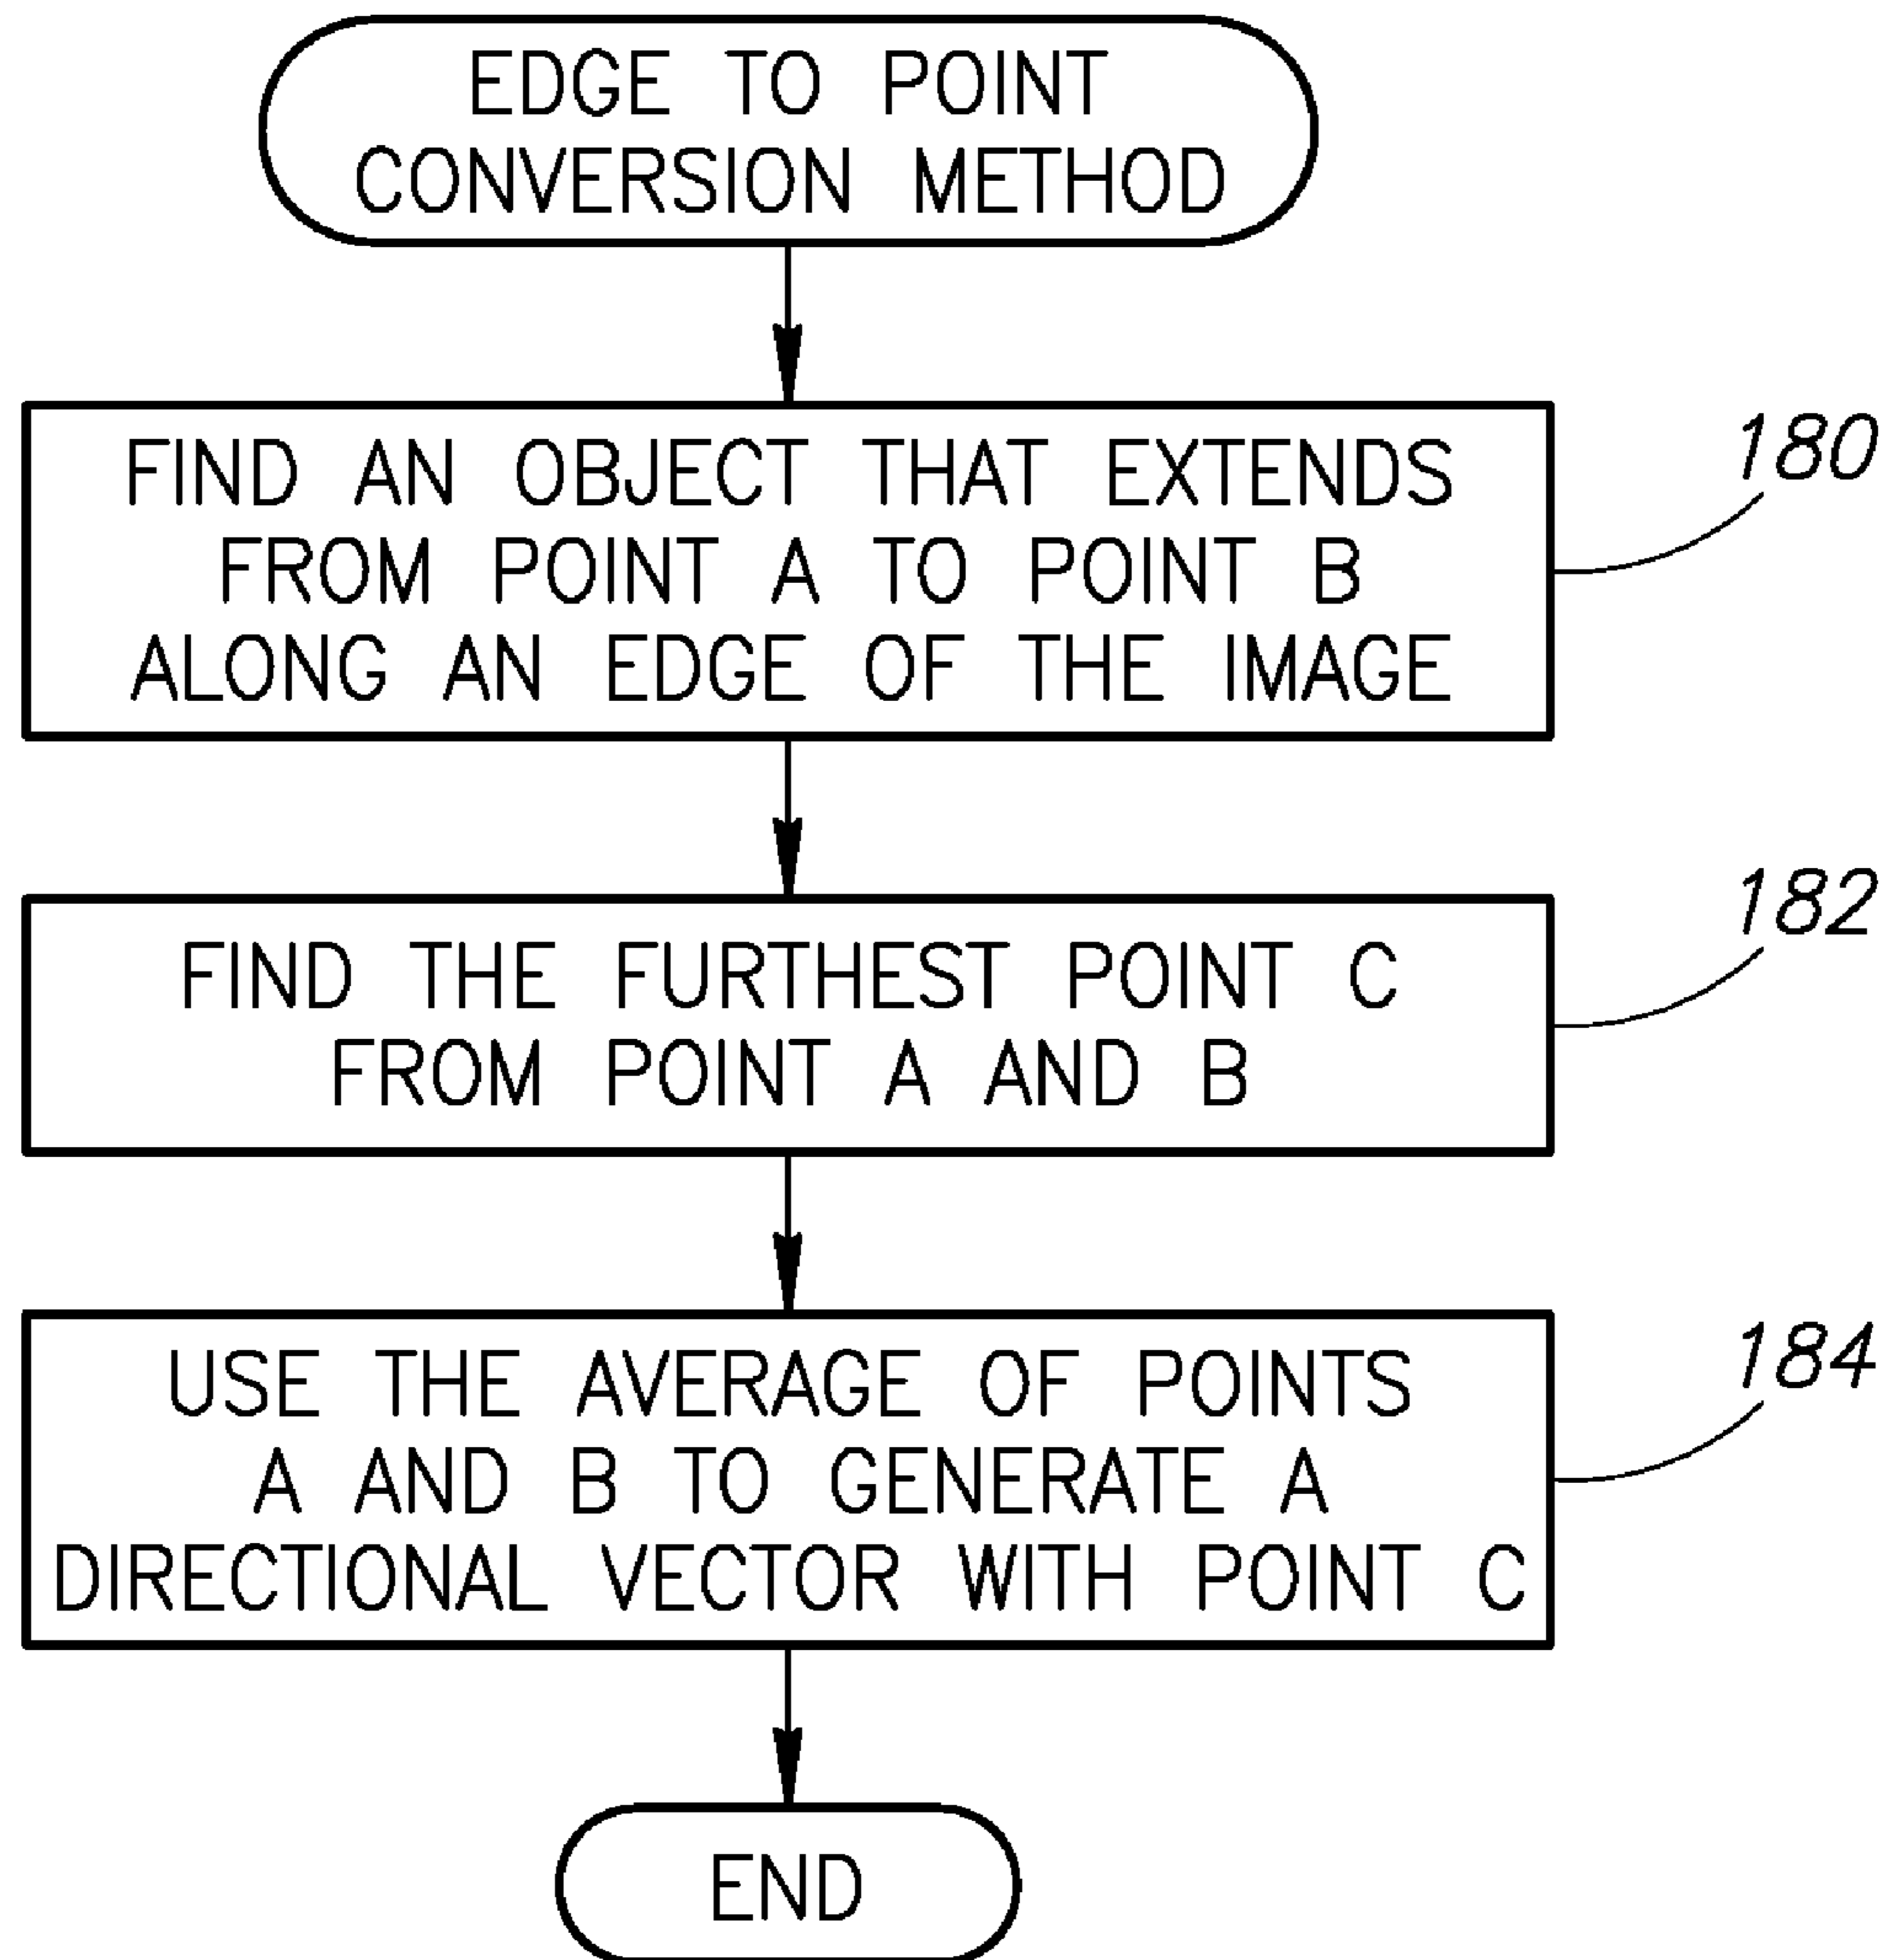 EDGE TO POINT
CONVERSION METHOD
FIND AN OBJECT THAT EXTENDS
FROM POINT A TO POINT B
ALONG AN EDGE OF THE IMAGE
180
FIND THE FURTHEST POINT C
FROM POINT A AND B
182
USE THE AVERAGE OF POINTS
A AND B TO GENERATE A
DIRECTIONAL VECTOR WITH POINT C
184
END